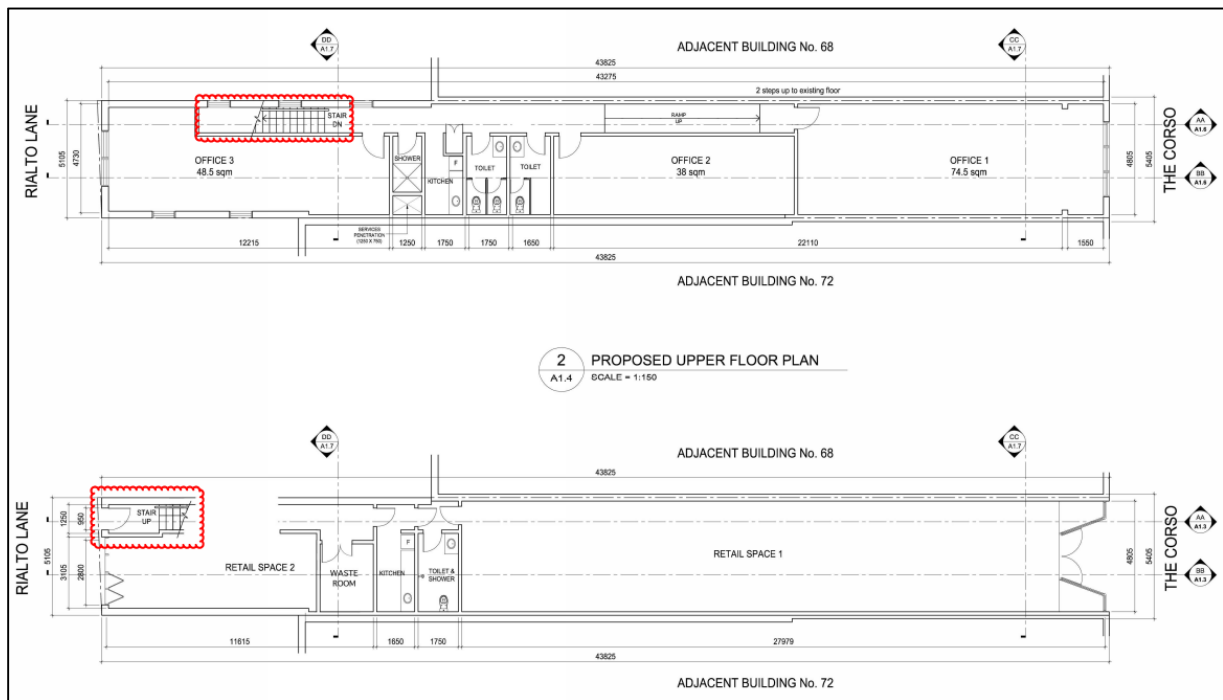 ADJACENT BUILDING No. 68
DD
A1.7
CC
A1.7
43825
43275
2 steps up to existing floor
STAIR
DN
RAMP
UP
RIALTO LANE
5105
4730
OFFICE 3
48.5 sqm
SHOWER
F
KITCHEN
TOILET
TOILET
OFFICE 2
38 sqm
OFFICE 1
74.5 sqm
4805
5405
THE CORSO
AA
A1.6
BB
A1.6
SERVICES
PENETRATION
(1250 X 750)
12215
1250
1750
1750
1650
22110
1550
43825
ADJACENT BUILDING No. 72
2
A1.4
PROPOSED UPPER FLOOR PLAN
SCALE = 1:150
ADJACENT BUILDING No. 68
DD
A1.7
CC
A1.7
43825
RIALTO LANE
5105
1250
950
3105
2800
STAIR
UP
RETAIL SPACE 2
WASTE
ROOM
F
KITCHEN
TOILET &
SHOWER
RETAIL SPACE 1
4805
5405
THE CORSO
AA
A1.3
BB
A1.3
11615
1650
1750
27979
43825
ADJACENT BUILDING No. 72